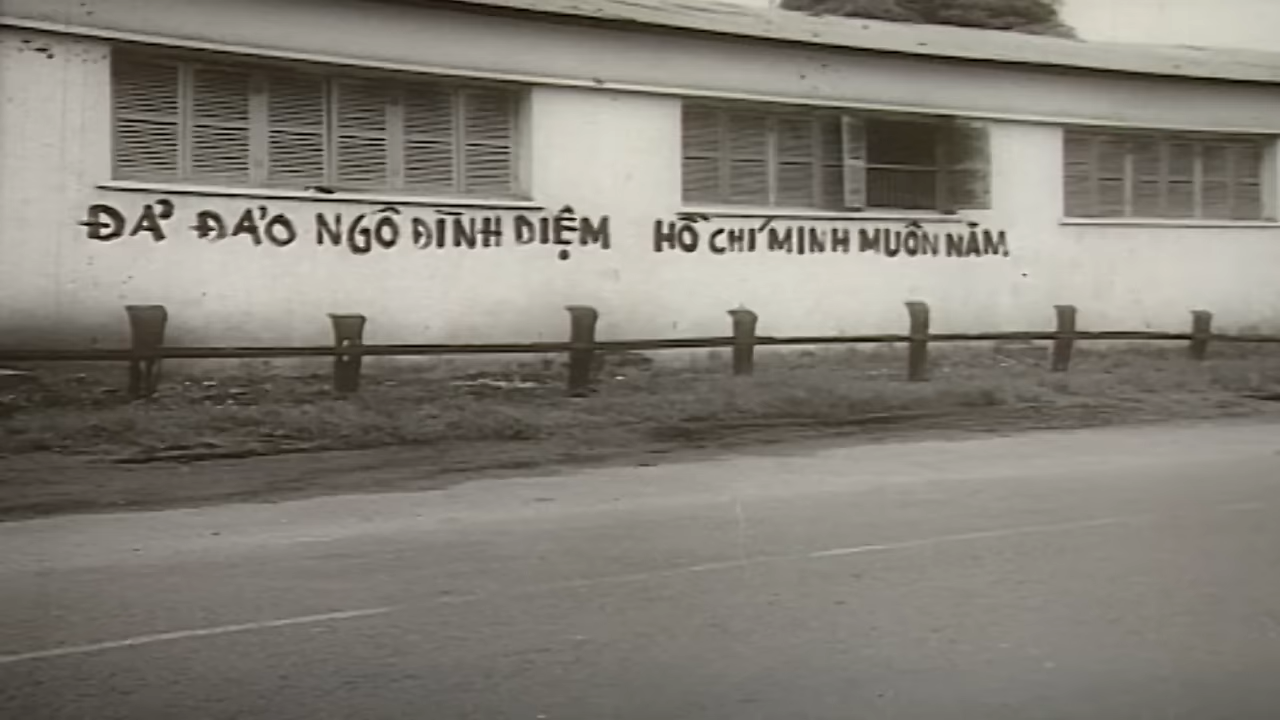 ĐẢ ĐẢO NGÔ ĐÌNH DIỆM HỒ CHÍ MINH MUÔN NĂM